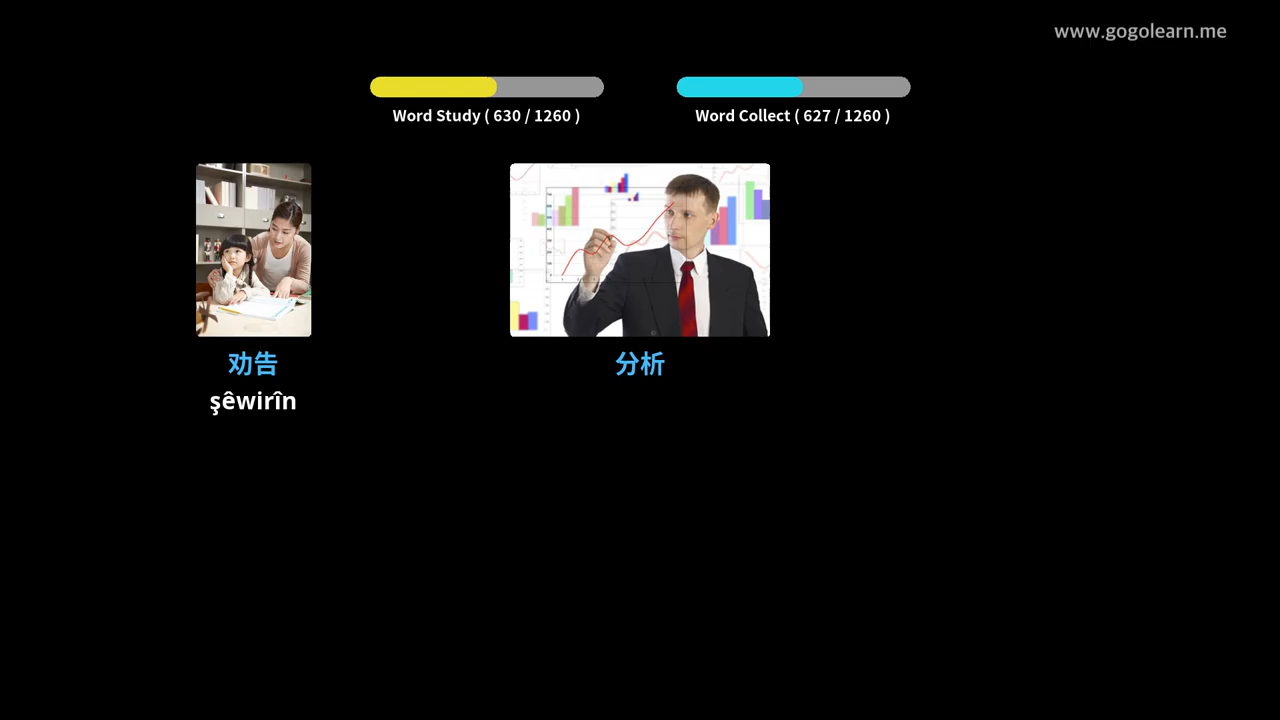 www.gogolearn.me
Word Study ( 630 / 1260 )
Word Collect ( 627 / 1260 )
劝告
分析
şêwirîn